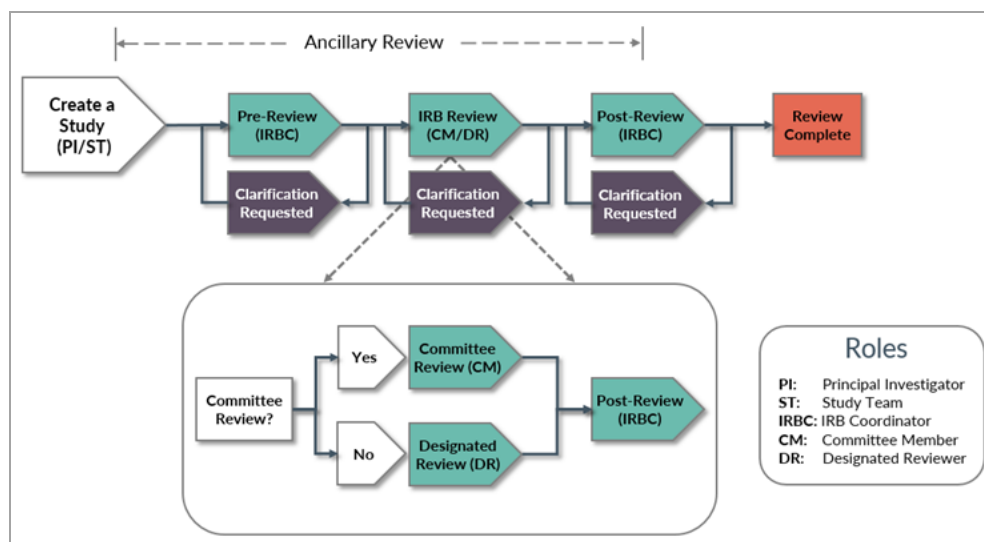 Ancillary Review
Create a
Study
(PI/ST)
Pre-Review
(IRBC)
IRB Review
(CM/DR)
Post-Review
(IRBC)
Review
Complete
Clarification
Requested
Clarification
Requested
Clarification
Requested
Committee
Review?
Yes
Committee
Review (CM)
No
Designated
Review (DR)
Post-Review
(IRBC)
Roles
PI: Principal Investigator
ST: Study Team
IRBC: IRB Coordinator
CM: Committee Member
DR: Designated Reviewer